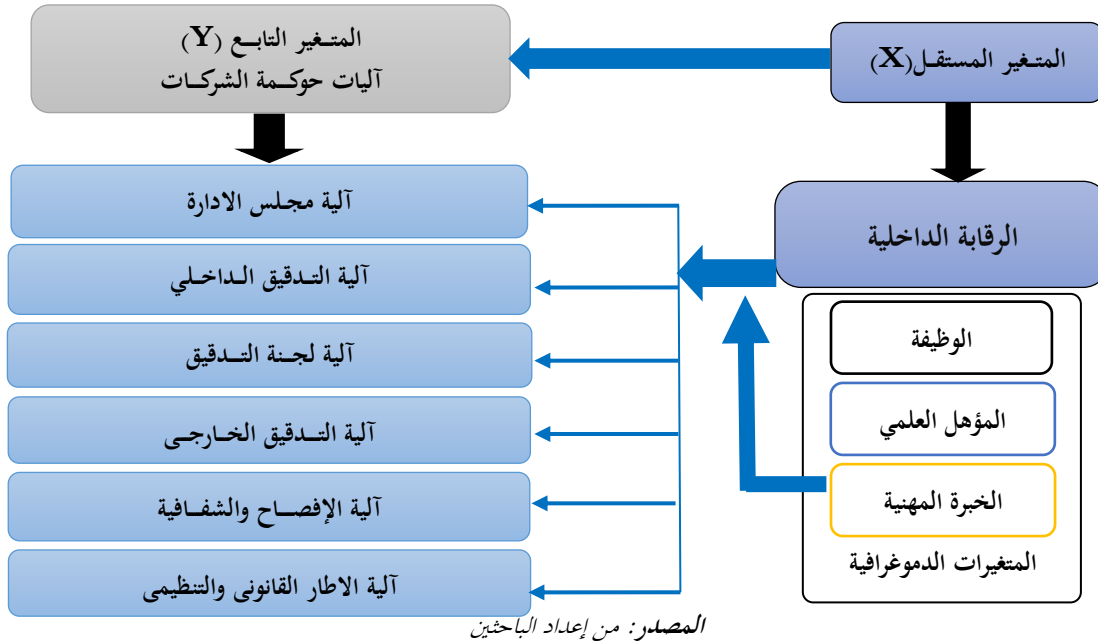 المتغير المستقل(X)
المتغير التابع (Y)
آليات حوكمة الشركات
الرقابة الداخلية
الوظيفة
المؤهل العلمي
الخبرة المهنية
المتغيرات الدموغرافية
آلية مجلس الادارة
آلية التدقيق الداخلي
آلية لجنة التدقيق
آلية التدقيق الخارجى
آلية الإفصاح والشفافية
آلية الاطار القانونى والتنظيمى
المصدر: من إعداد الباحثين